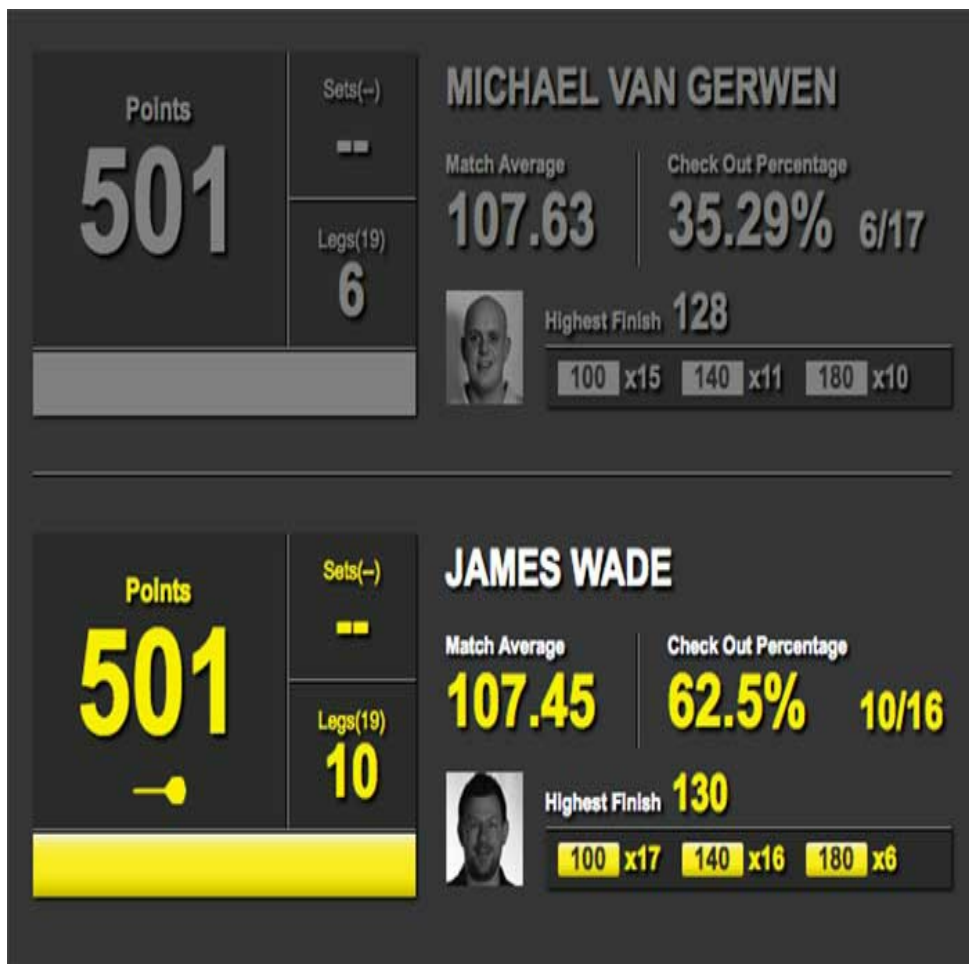 MICHAEL VAN GERWEN
Points
501
Sets(--)
--
Legs(19)
6
Match Average
107.63
Check Out Percentage
35.29% 6/17
Highest Finish 128
100 x15 140 x11 180 x10
JAMES WADE
Points
501
Sets(--)
--
Legs(19)
10
Match Average
107.45
Check Out Percentage
62.5% 10/16
Highest Finish 130
100 x17 140 x16 180 x6